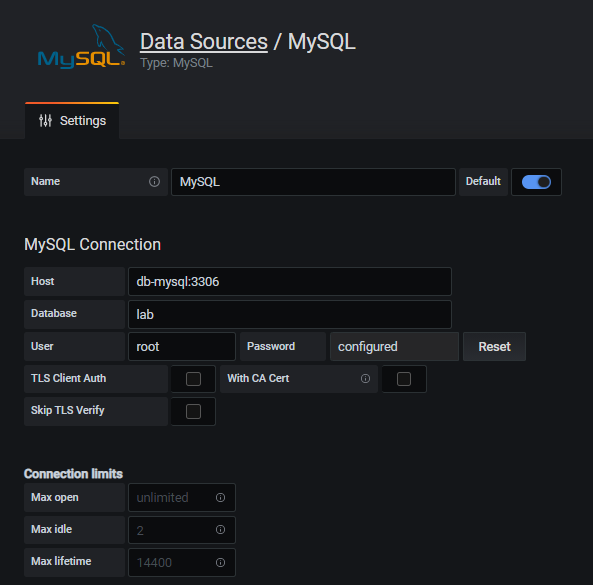 MySQL®
Data Sources / MySQL
Type: MySQL
Settings
Name MySQL Default
MySQL Connection
Host db-mysql:3306
Database lab
User root Password configured Reset
TLS Client Auth With CA Cert
Skip TLS Verify
Connection limits
Max open unlimited
Max idle 2
Max lifetime 14400